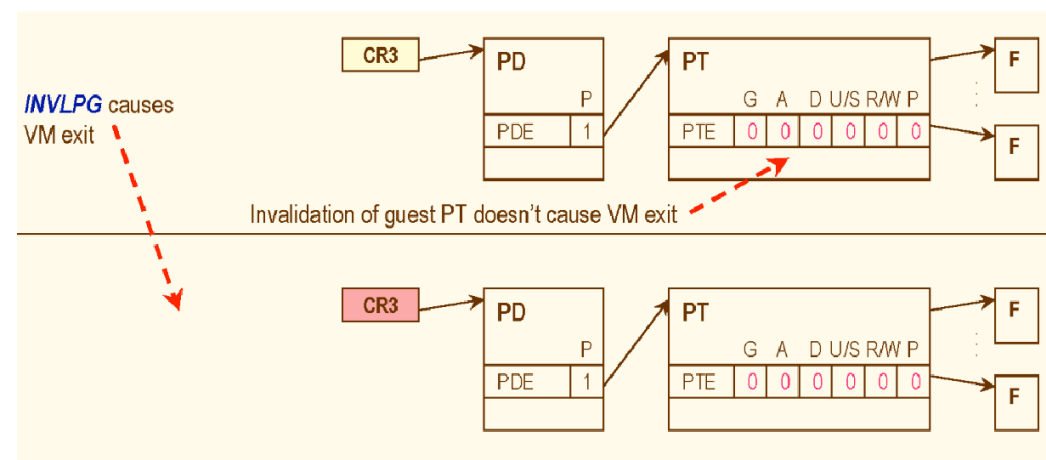 CR3
PD
PT
F
P
G A D U/S R/W P
INVLPG causes
VM exit
PDE 1
PTE 0 0 0 0 0 0
F
Invalidation of guest PT doesn't cause VM exit
CR3
PD
PT
F
P
G A D U/S R/W P
PDE 1
PTE 0 0 0 0 0 0
F